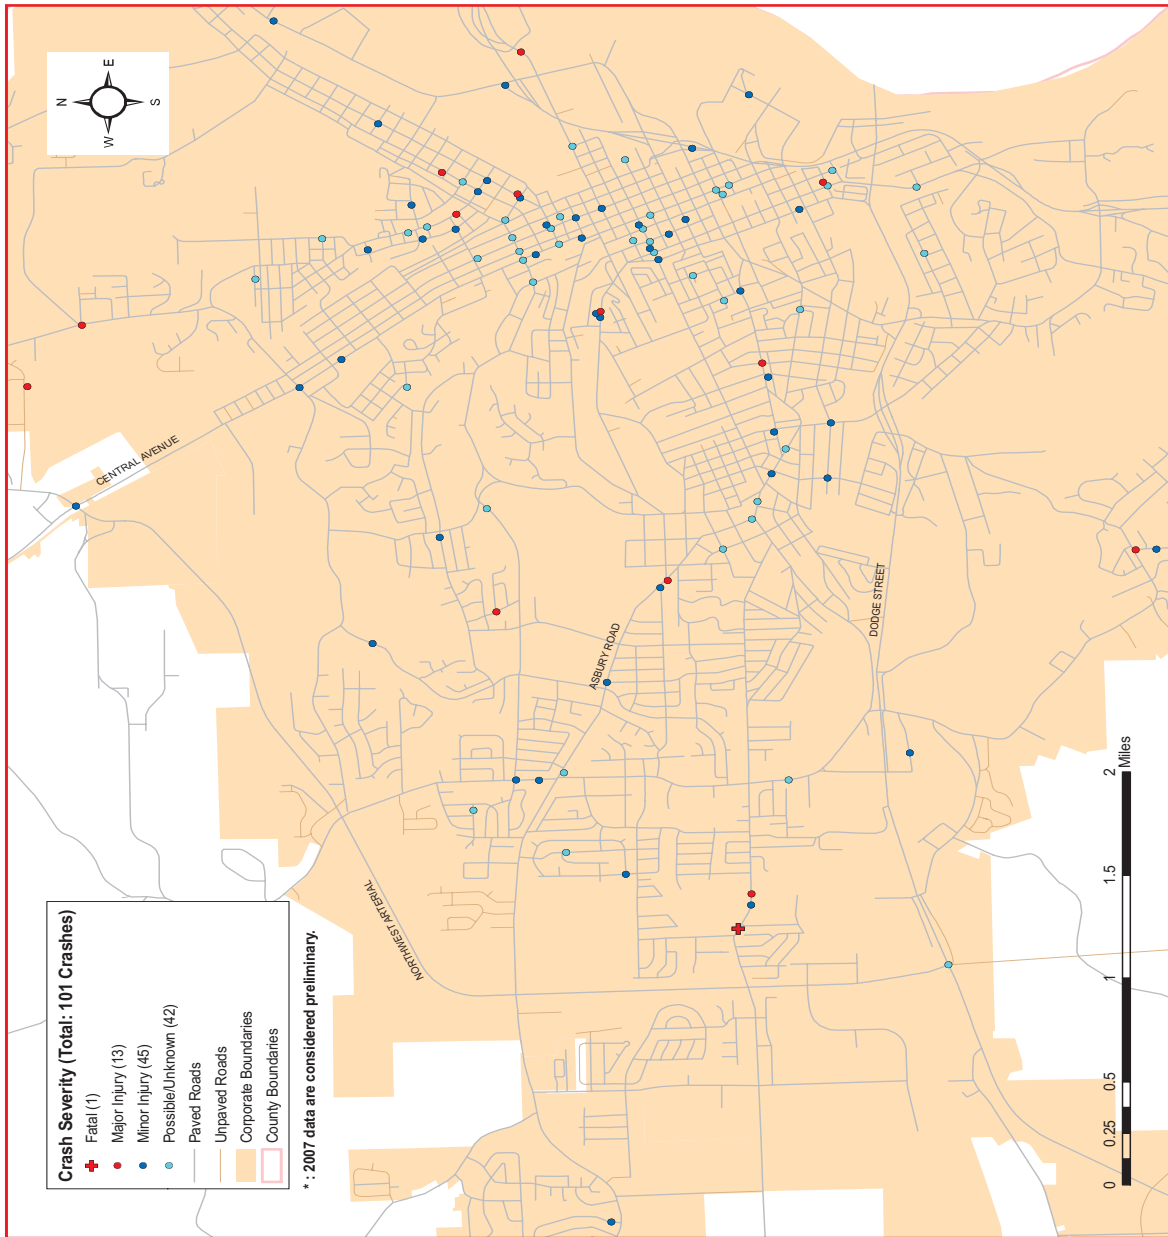 N
W
E
S
CENTRAL AVENUE
ASBURY ROAD
DODGE STREET
NORTHWEST ARTERIAL
Crash Severity (Total: 101 Crashes)
Fatal (1)
Major Injury (13)
Minor Injury (45)
Possible/Unknown (42)
Paved Roads
Unpaved Roads
Corporate Boundaries
County Boundaries
* : 2007 data are considered preliminary.
0 0.25 0.5 1 1.5 2
Miles